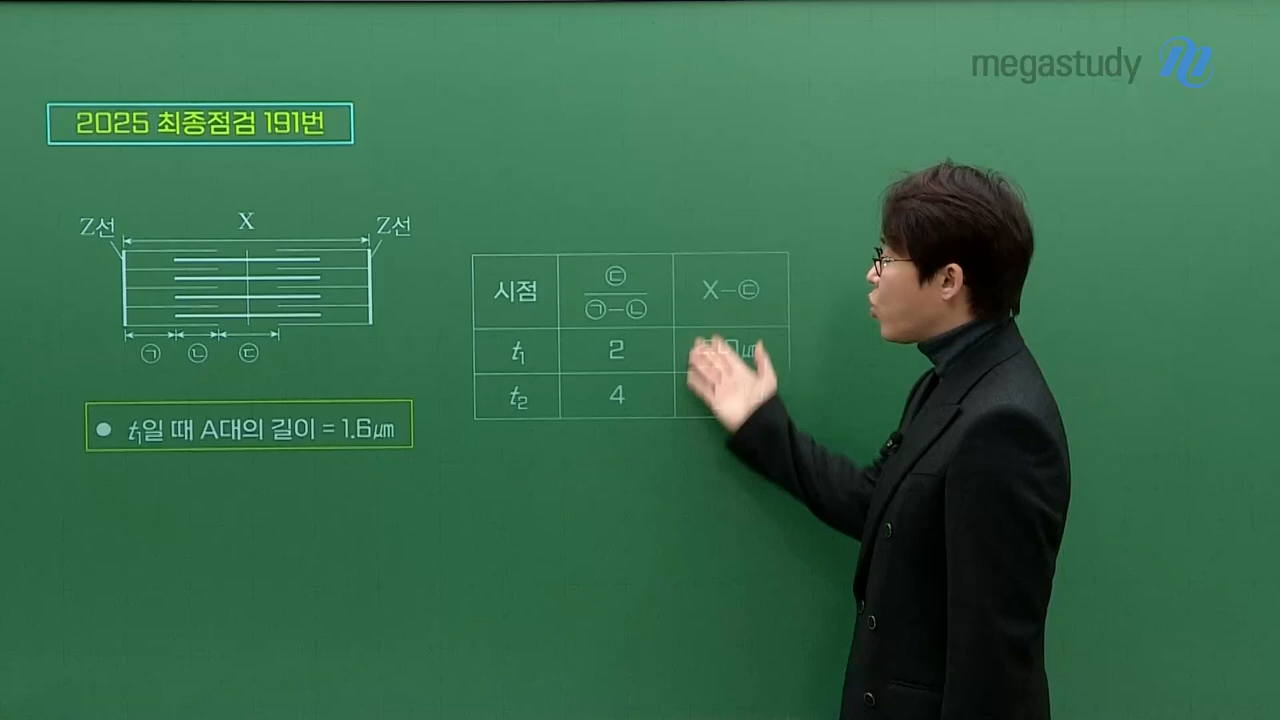 megastudy
2025 최종점검 191번
Z선 X Z선
㉠ ㉡ ㉢
● t₁일 때 A대의 길이 = 1.6㎛
시점 ㉢/㉠-㉡ X-㉢
t₁ 2
t₂ 4